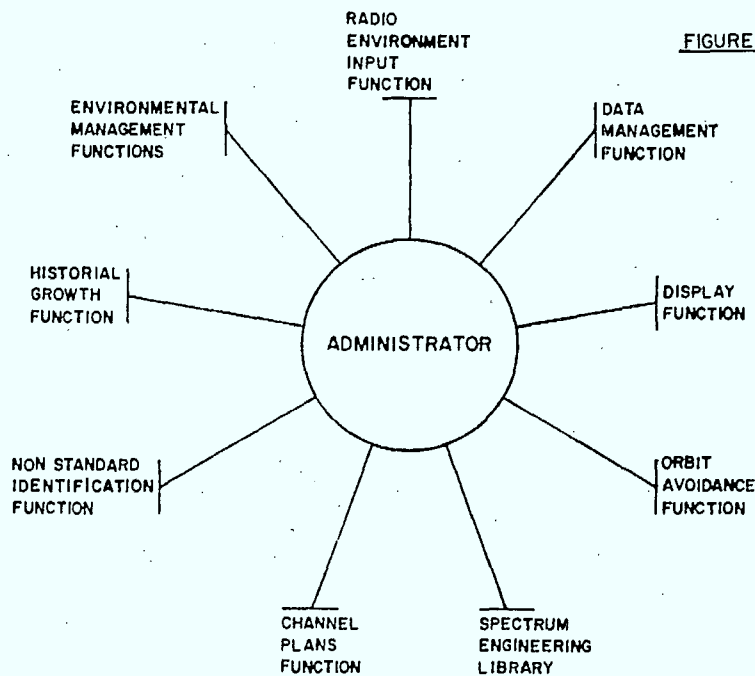 RADIO
ENVIRONMENT
INPUT
FUNCTION
FIGURE
ENVIRONMENTAL
MANAGEMENT
FUNCTIONS
DATA
MANAGEMENT
FUNCTION
HISTORIAL
GROWTH
FUNCTION
DISPLAY
FUNCTION
ADMINISTRATOR
NON STANDARD
IDENTIFICATION
FUNCTION
ORBIT
AVOIDANCE
FUNCTION
CHANNEL
PLANS
FUNCTION
SPECTRUM
ENGINEERING
LIBRARY